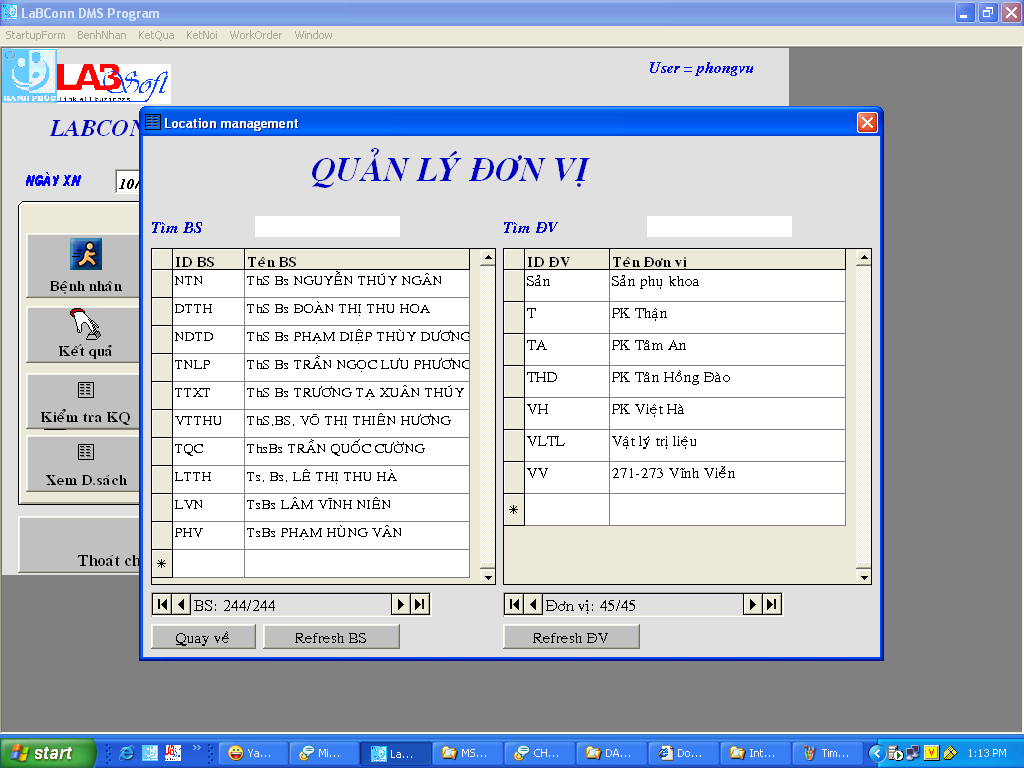 LaBConn DMS Program
StartupForm BenhNhan KetQua KetNoi WorkOrder Window
HẠNH PHÚC
LAB Soft
Link all business
User = phongvu
LABCON
NGÀY XN 10/
Bệnh nhân
Kết quả
Kiểm tra KQ
Xem D.sách
Thoát ch
Location management
QUẢN LÝ ĐƠN VỊ
Tìm BS
ID BS Tên BS
NTN ThS Bs NGUYỄN THÚY NGÂN
DTTH ThS Bs ĐOÀN THỊ THU HOA
NDTD ThS Bs PHẠM DIỆP THÙY DƯƠNG
TNLP ThS Bs TRẦN NGỌC LƯU PHƯƠNG
TTXT ThS Bs TRƯƠNG TẠ XUÂN THÚY
VTTHU ThS,BS, VÕ THỊ THIÊN HƯƠNG
TQC ThsBs TRẦN QUỐC CƯỜNG
LTTH Ts, Bs, LÊ THỊ THU HÀ
LVN TsBs LÂM VĨNH NIÊN
PHV TsBs PHẠM HÙNG VÂN
BS: 244/244
Quay về Refresh BS
Tìm ĐV
ID ĐV Tên Đơn vị
Sản Sản phụ khoa
T PK Thận
TA PK Tâm An
THD PK Tân Hồng Đào
VH PK Việt Hà
VLTL Vật lý trị liệu
VV 271-273 Vĩnh Viễn
Đơn vị: 45/45
Refresh ĐV
start Ya... Mi... La... MS... CH... DA... Do... Int... Tim... 1:13 PM